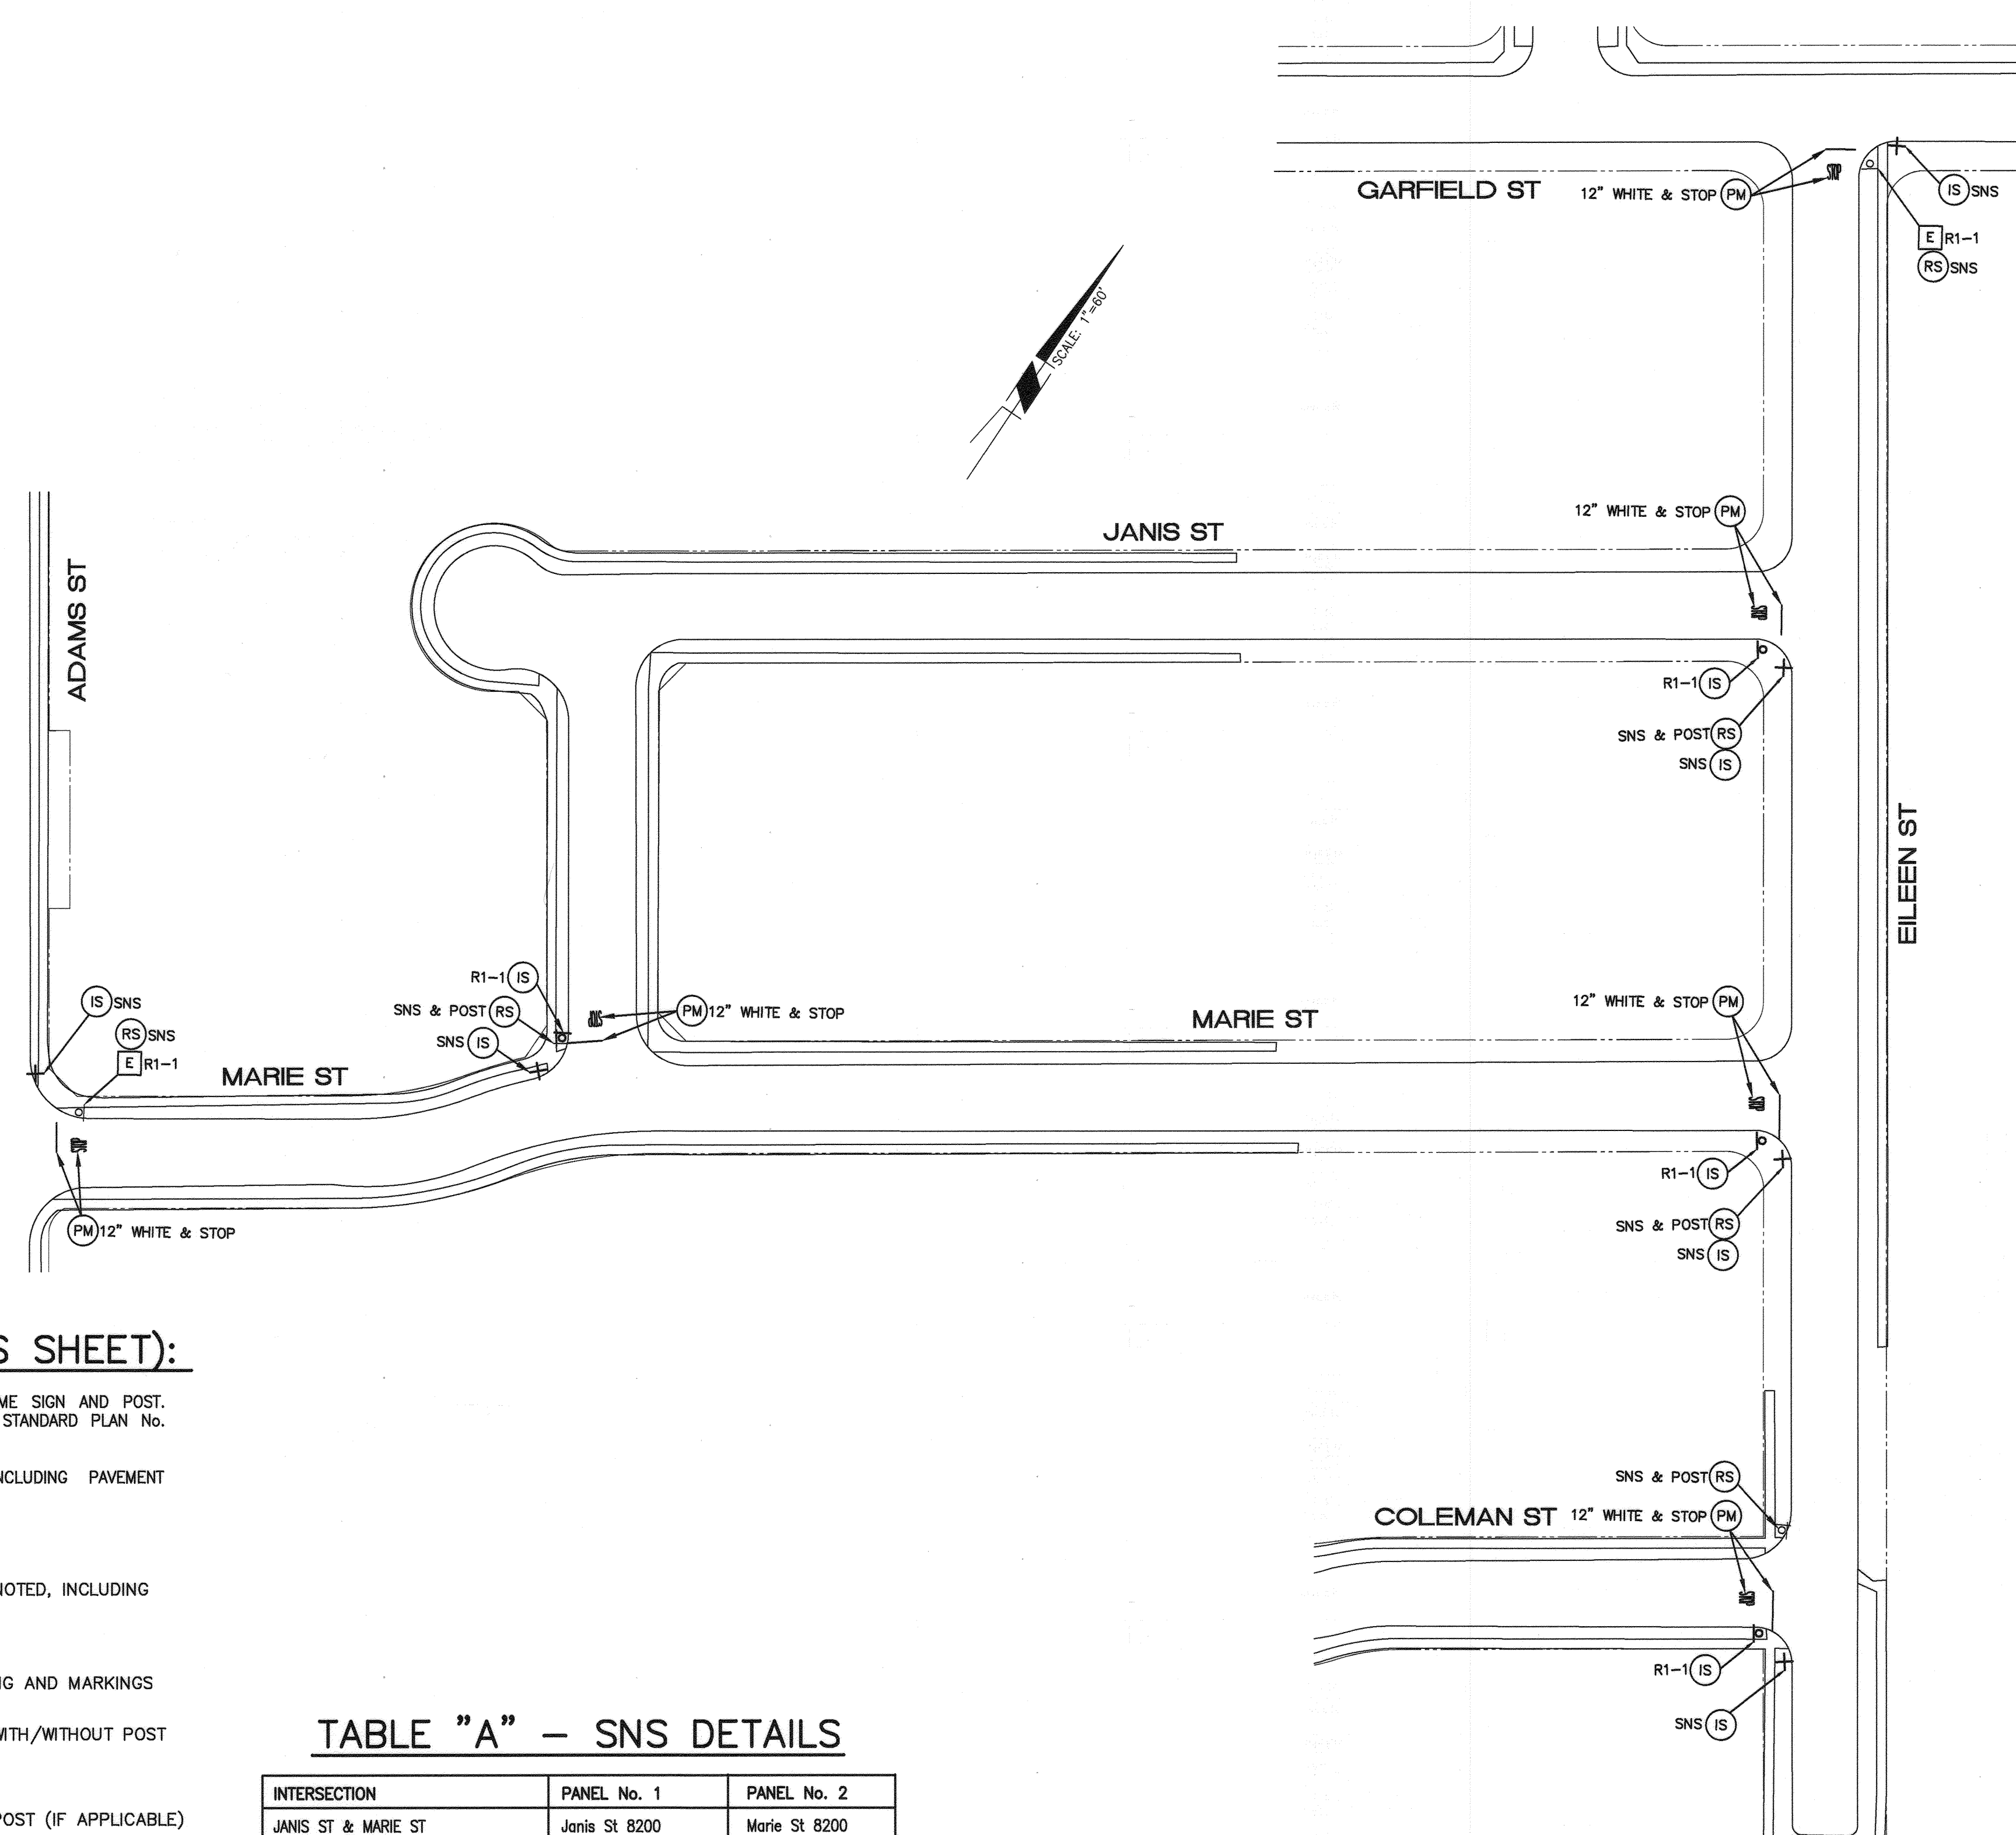 GARFIELD ST
12" WHITE & STOP PM
STOP
IS SNS
E R1-1
RS SNS
SCALE: 1"=60'
JANIS ST
12" WHITE & STOP PM
STOP
R1-1 IS
SNS & POST RS
SNS IS
ADAMS ST
EILEEN ST
IS SNS
RS SNS
E R1-1
MARIE ST
STOP
PM 12" WHITE & STOP
R1-1 IS
SNS & POST RS
SNS IS
STOP
PM 12" WHITE & STOP
MARIE ST
12" WHITE & STOP PM
STOP
R1-1 IS
SNS & POST RS
SNS IS
SNS & POST RS
COLEMAN ST
12" WHITE & STOP PM
STOP
R1-1 IS
SNS IS
S SHEET):
ME SIGN AND POST.
STANDARD PLAN No.
NCLUDING PAVEMENT
NOTED, INCLUDING
G AND MARKINGS
WITH/WITHOUT POST
POST (IF APPLICABLE)
TABLE "A" – SNS DETAILS
INTERSECTION PANEL No. 1 PANEL No. 2
JANIS ST & MARIE ST Janis St 8200 Marie St 8200